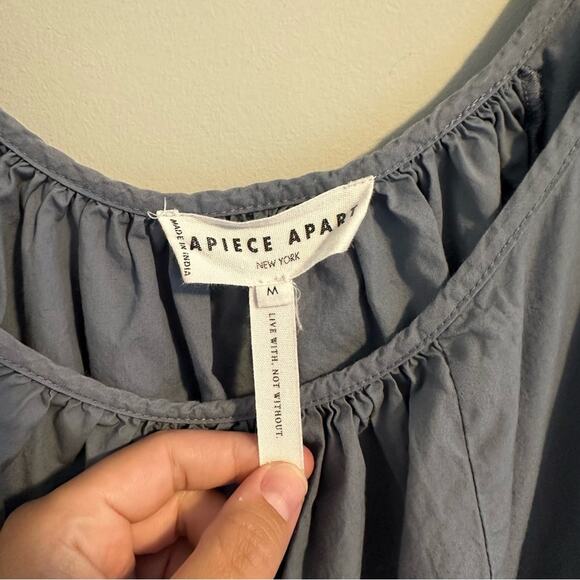 MADE IN INDIA
APIECE APART
NEW YORK
M
LIVE WITH. NOT WITHOUT.